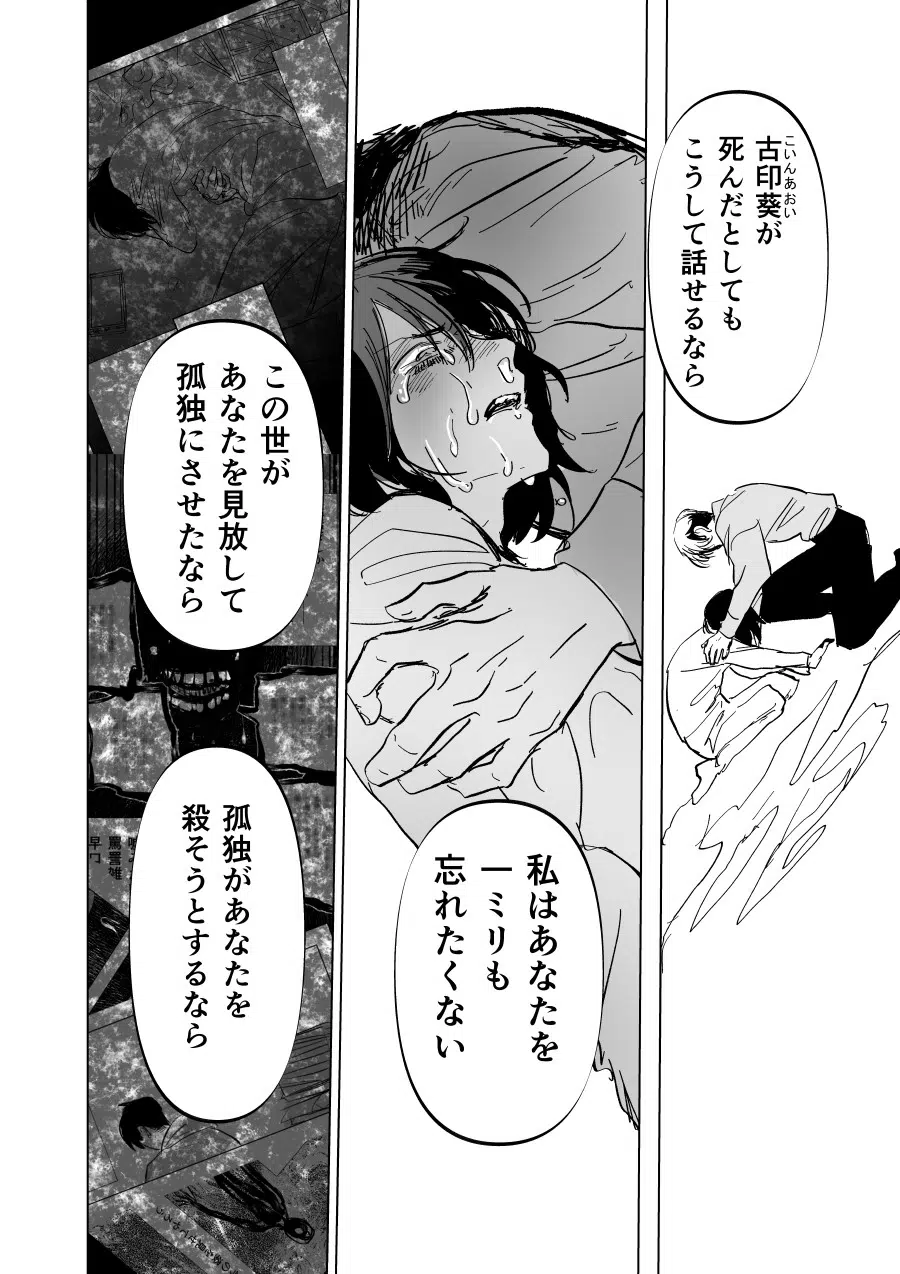 古印葵が
こいんあおい
死んだとしても
こうして話せるなら
私はあなたを
一ミリも
忘れたくない
この世が
あなたを見放して
孤独にさせたなら
孤独があなたを
殺そうとするなら
罵詈雑